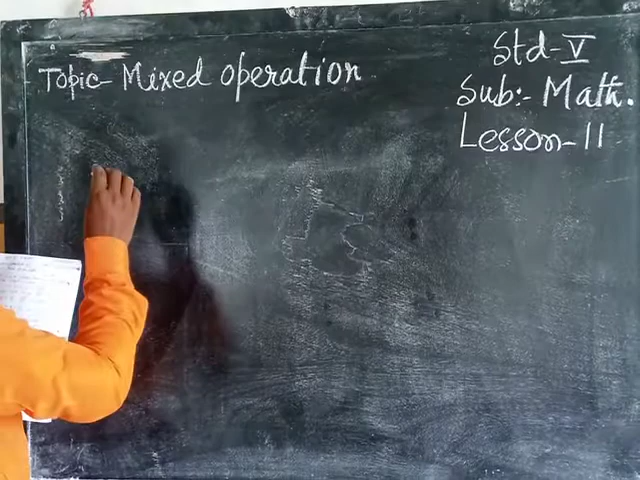 Topic- Mixed operation
Std- V
Sub:- Math.
Lesson- 11